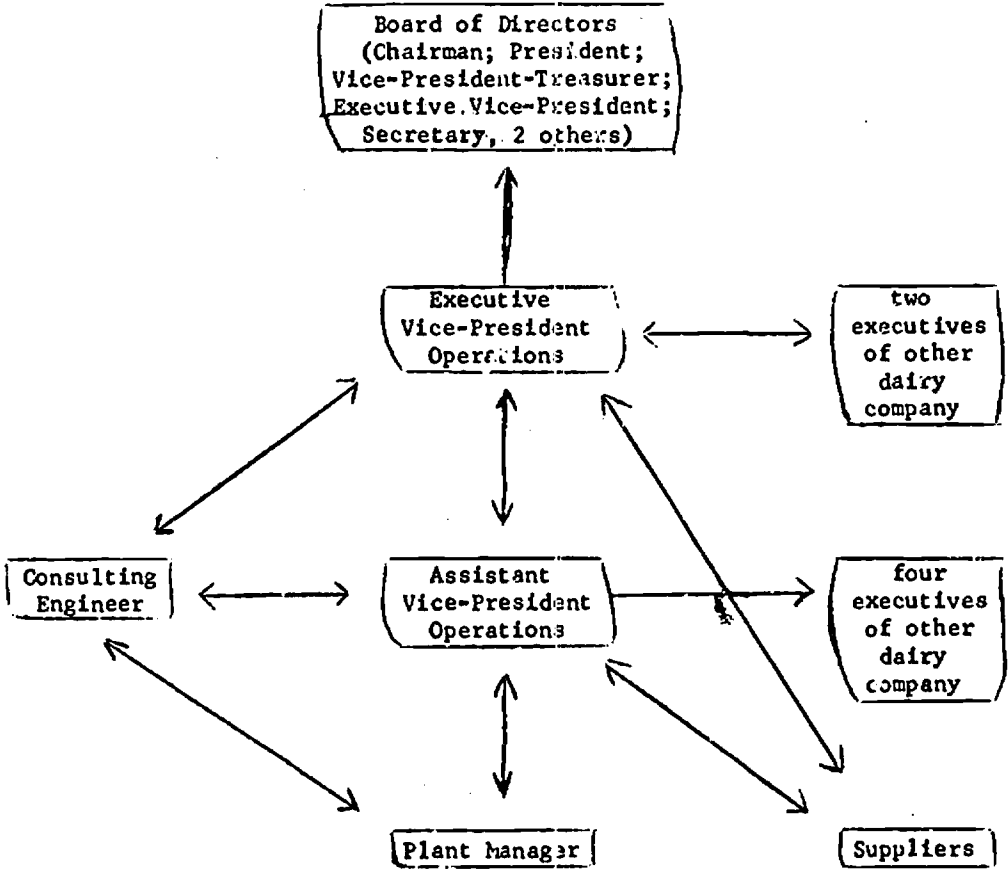 Board of Directors
(Chairman; President;
Vice-President-Treasurer;
Executive.Vice-President;
Secretary, 2 others)
Executive
Vice-President
Operations
two
executives
of other
dairy
company
Consulting
Engineer
Assistant
Vice-President
Operations
four
executives
of other
dairy
company
Plant Manager
Suppliers